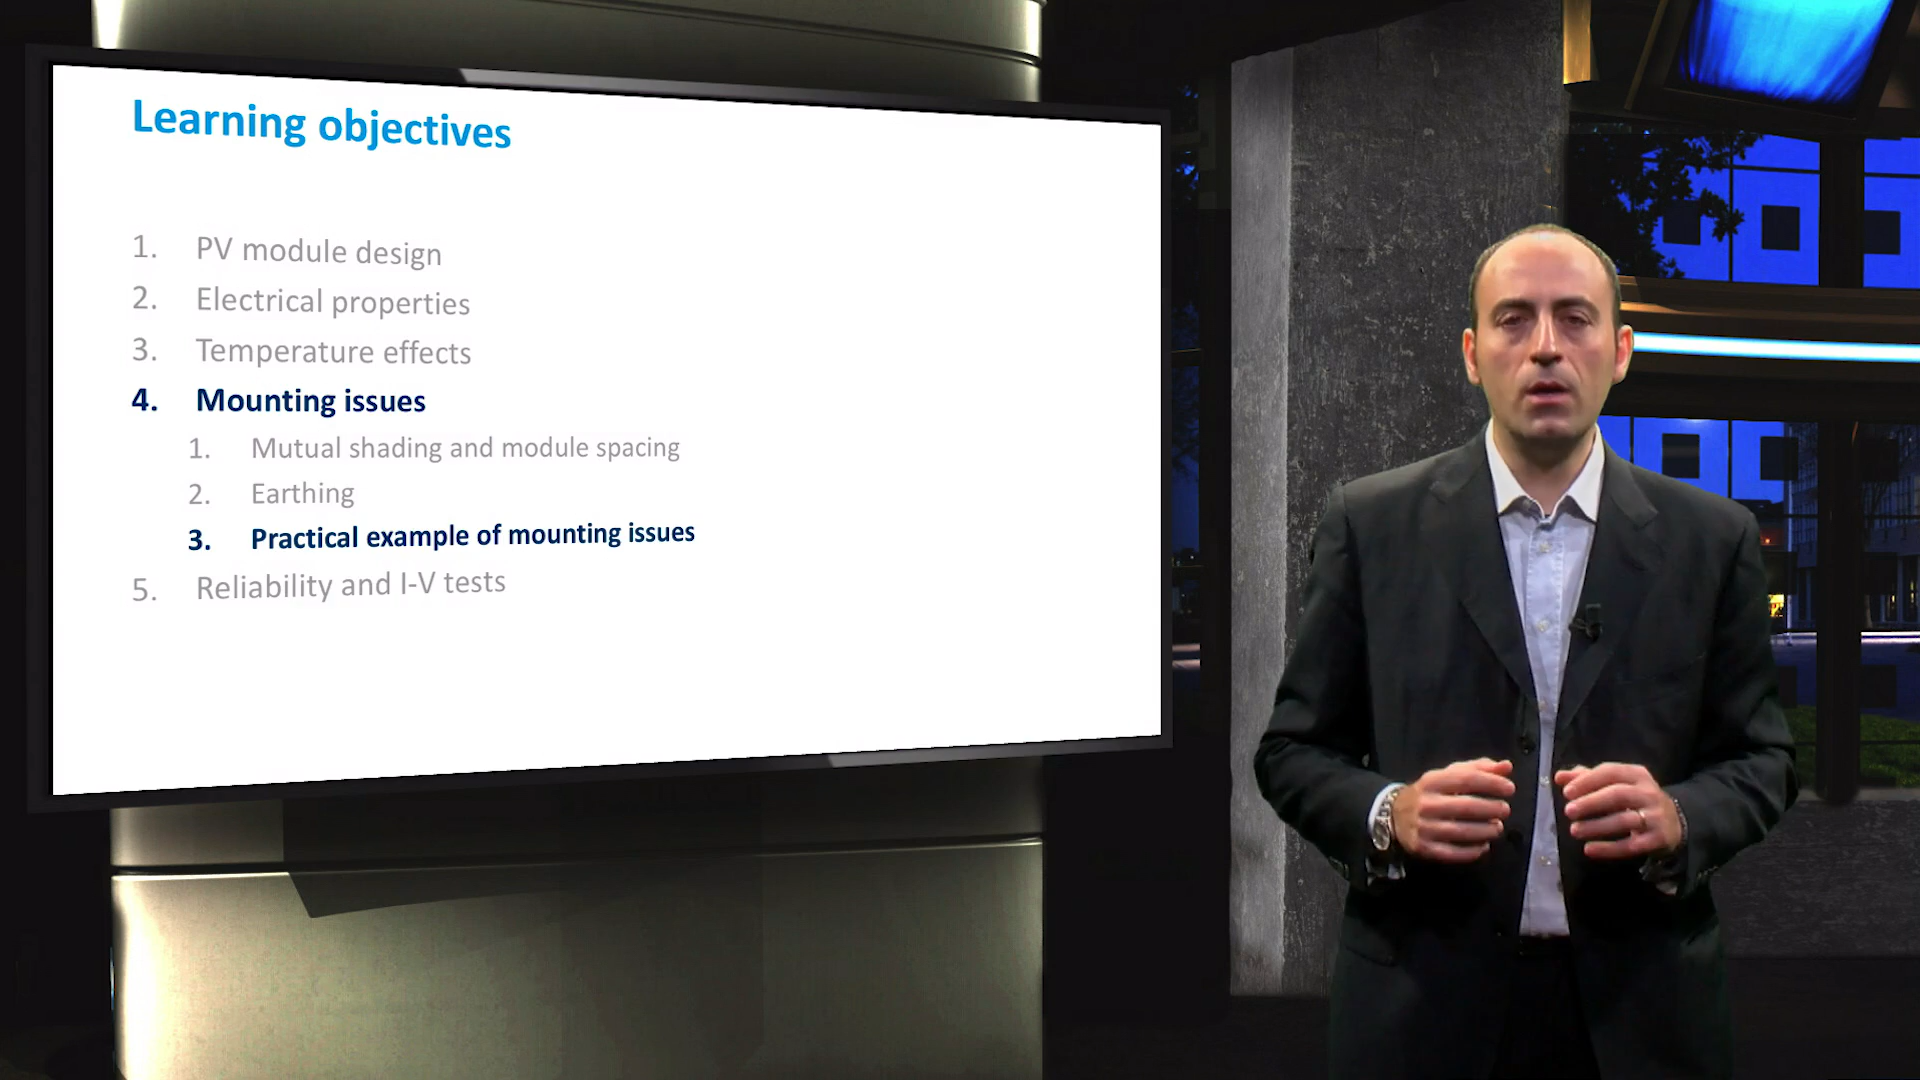 Learning objectives
1. PV module design
2. Electrical properties
3. Temperature effects
4. Mounting issues
1. Mutual shading and module spacing
2. Earthing
3. Practical example of mounting issues
5. Reliability and I-V tests